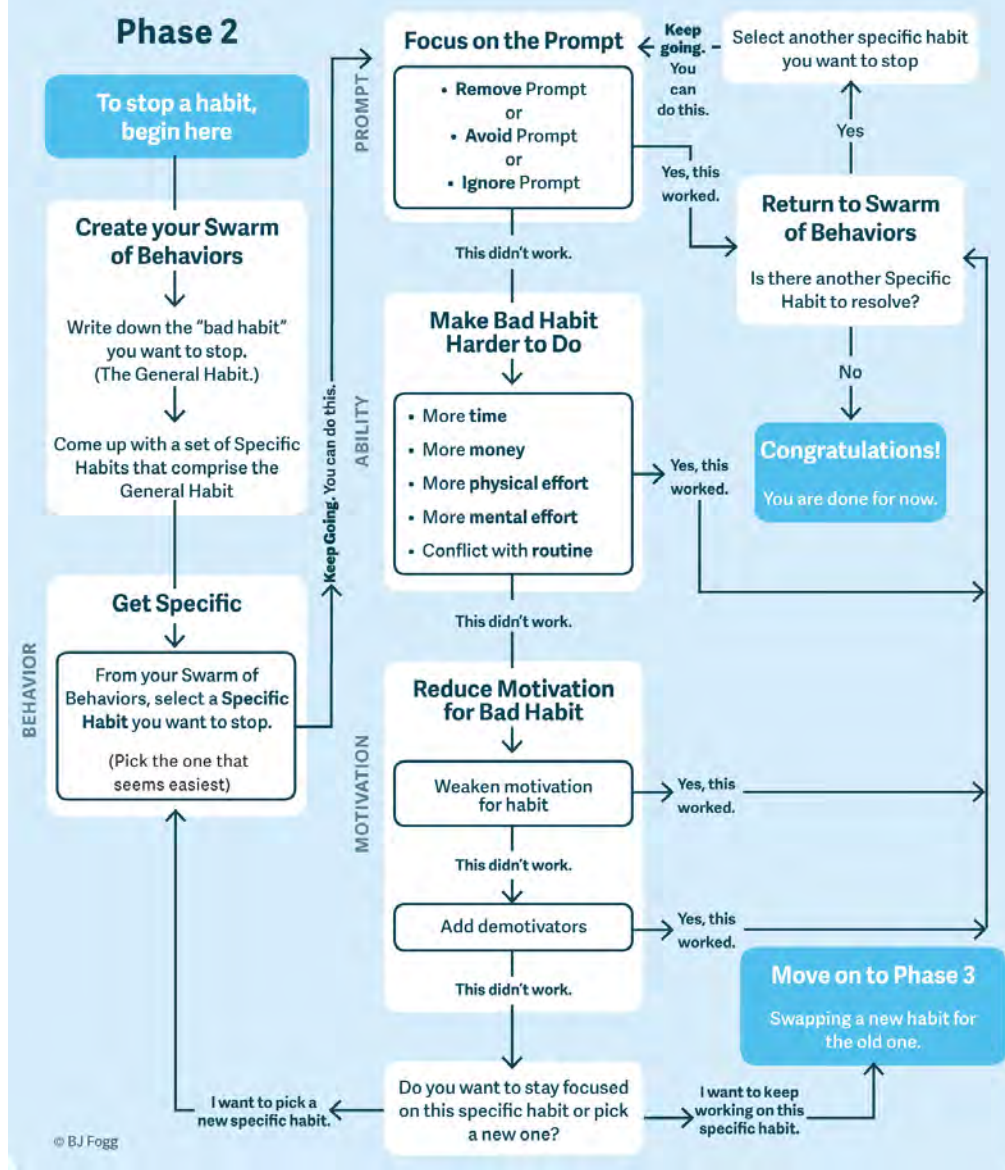 Phase 2
To stop a habit,
begin here
Create your Swarm
of Behaviors
Write down the “bad habit”
you want to stop.
(The General Habit.)
Come up with a set of Specific
Habits that comprise the
General Habit
BEHAVIOR
Get Specific
From your Swarm of
Behaviors, select a Specific
Habit you want to stop.
(Pick the one that
seems easiest)
Keep Going. You can do this.
PROMPT
Focus on the Prompt
• Remove Prompt
or
• Avoid Prompt
or
• Ignore Prompt
Yes, this
worked.
This didn’t work.
ABILITY
Make Bad Habit
Harder to Do
• More time
• More money
• More physical effort
• More mental effort
• Conflict with routine
Yes, this
worked.
This didn’t work.
MOTIVATION
Reduce Motivation
for Bad Habit
Weaken motivation
for habit
Yes, this
worked.
This didn’t work.
Add demotivators
Yes, this
worked.
This didn’t work.
Do you want to stay focused
on this specific habit or pick
a new one?
I want to pick a
new specific habit.
I want to keep
working on this
specific habit.
Move on to Phase 3
Swapping a new habit for
the old one.
Return to Swarm
of Behaviors
Is there another Specific
Habit to resolve?
Yes
Select another specific habit
you want to stop
Keep
going.
You
can
do this.
No
Congratulations!
You are done for now.
© BJ Fogg